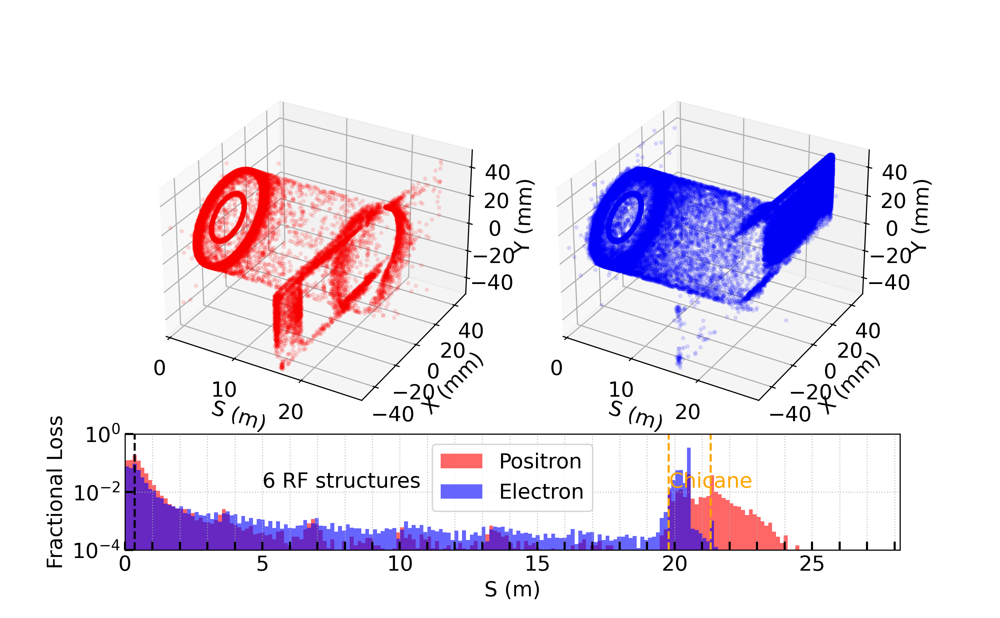 40
20
0
−20
−40
Y (mm)
40
20
0
−20
−40
X (mm)
0
10
20
S (m)
40
20
0
−20
−40
Y (mm)
40
20
0
−20
−40
X (mm)
0
10
20
S (m)
Fractional Loss
10⁰
10⁻²
10⁻⁴
6 RF structures
Positron
Electron
Chicane
0 5 10 15 20 25
S (m)